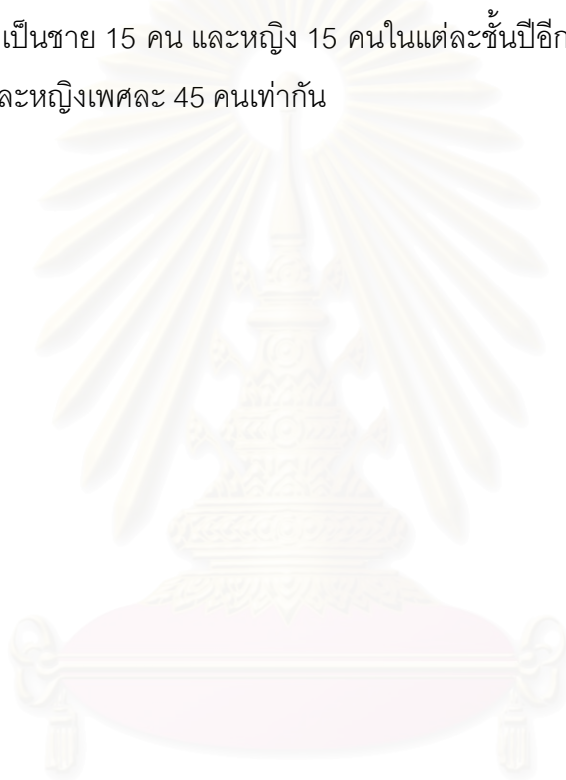 เป็นชาย 15 คน และหญิง 15 คนในแต่ละชั้นปีอีก
ละหญิงเพศละ 45 คนเท่ากัน